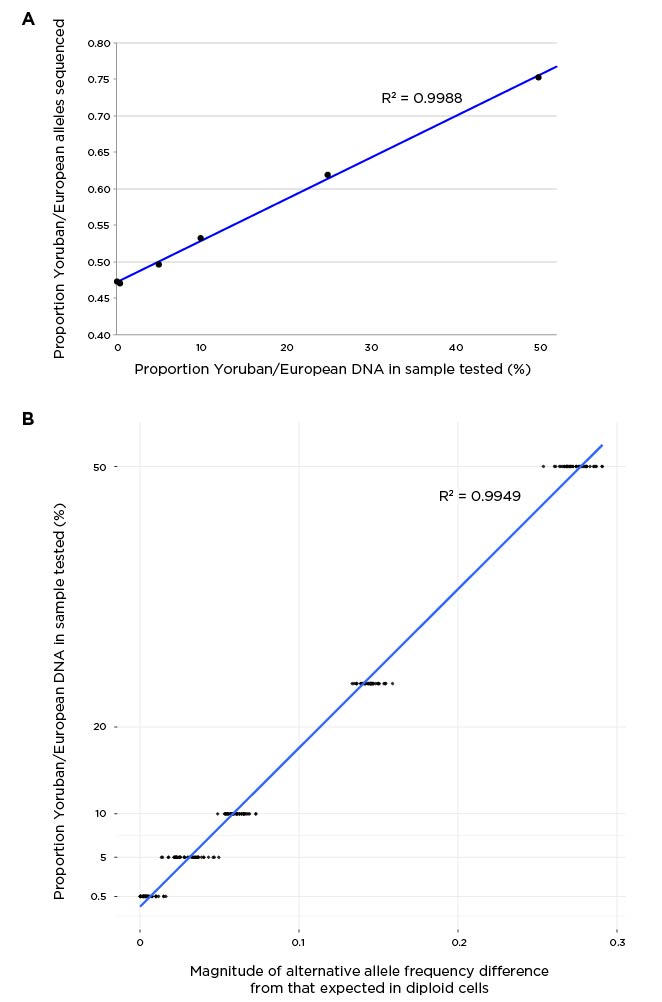 A
Proportion Yoruban/European alleles sequenced
0.80
0.75
0.70
0.65
0.60
0.55
0.50
0.45
0.40
R² = 0.9988
0 10 20 30 40 50
Proportion Yoruban/European DNA in sample tested (%)
B
Proportion Yoruban/European DNA in sample tested (%)
50
20
10
5
0.5
R² = 0.9949
0 0.1 0.2 0.3
Magnitude of alternative allele frequency difference
from that expected in diploid cells